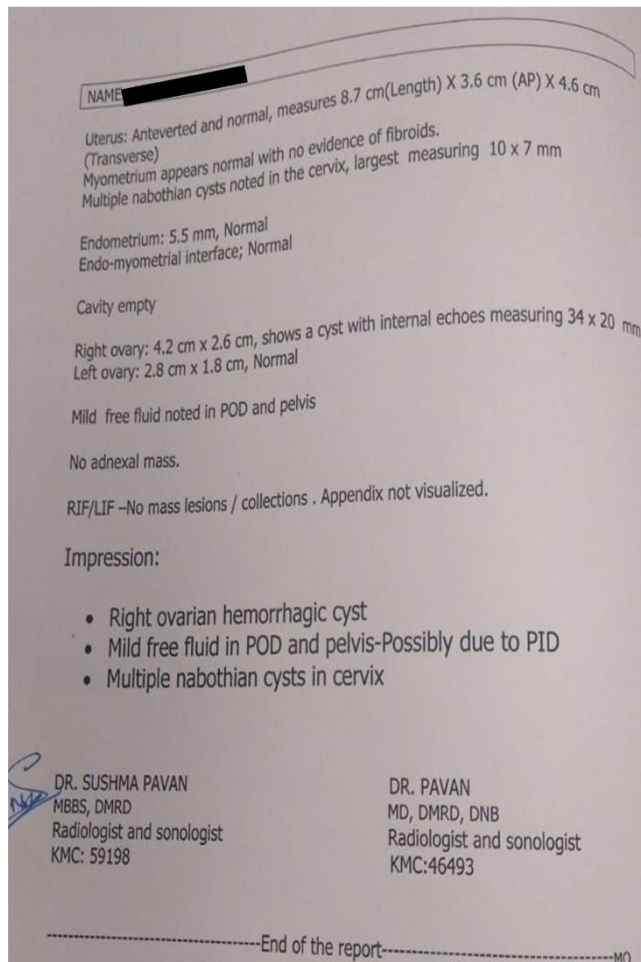 NAME
Uterus: Anteverted and normal, measures 8.7 cm(Length) X 3.6 cm (AP) X 4.6 cm
(Transverse)
Myometrium appears normal with no evidence of fibroids.
Multiple nabothian cysts noted in the cervix, largest measuring 10 x 7 mm
Endometrium: 5.5 mm, Normal
Endo-myometrial interface; Normal
Cavity empty
Right ovary: 4.2 cm x 2.6 cm, shows a cyst with internal echoes measuring 34 x 20 mm
Left ovary: 2.8 cm x 1.8 cm, Normal
Mild free fluid noted in POD and pelvis
No adnexal mass.
RIF/LIF –No mass lesions / collections . Appendix not visualized.
Impression:
• Right ovarian hemorrhagic cyst
• Mild free fluid in POD and pelvis-Possibly due to PID
• Multiple nabothian cysts in cervix
DR. SUSHMA PAVAN
MBBS, DMRD
Radiologist and sonologist
KMC: 59198
DR. PAVAN
MD, DMRD, DNB
Radiologist and sonologist
KMC:46493
---------------------------------End of the report------------------------------------MO